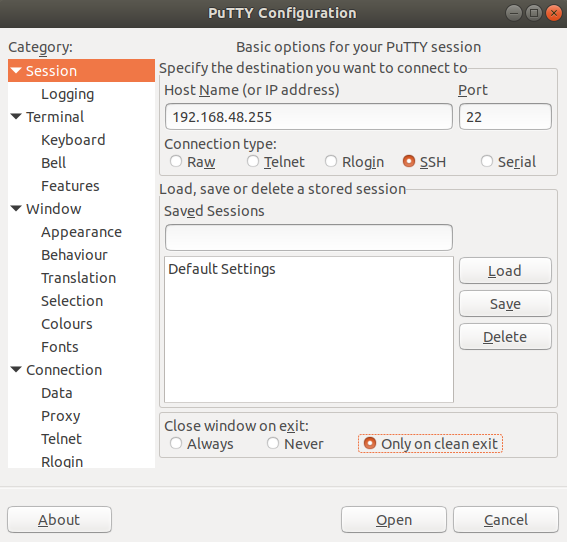 PuTTY Configuration
Category:
Session
Logging
Terminal
Keyboard
Bell
Features
Window
Appearance
Behaviour
Translation
Selection
Colours
Fonts
Connection
Data
Proxy
Telnet
Rlogin
Basic options for your PuTTY session
Specify the destination you want to connect to
Host Name (or IP address) Port
192.168.48.255 22
Connection type:
Raw Telnet Rlogin SSH Serial
Load, save or delete a stored session
Saved Sessions
Default Settings
Load
Save
Delete
Close window on exit:
Always Never Only on clean exit
About Open Cancel